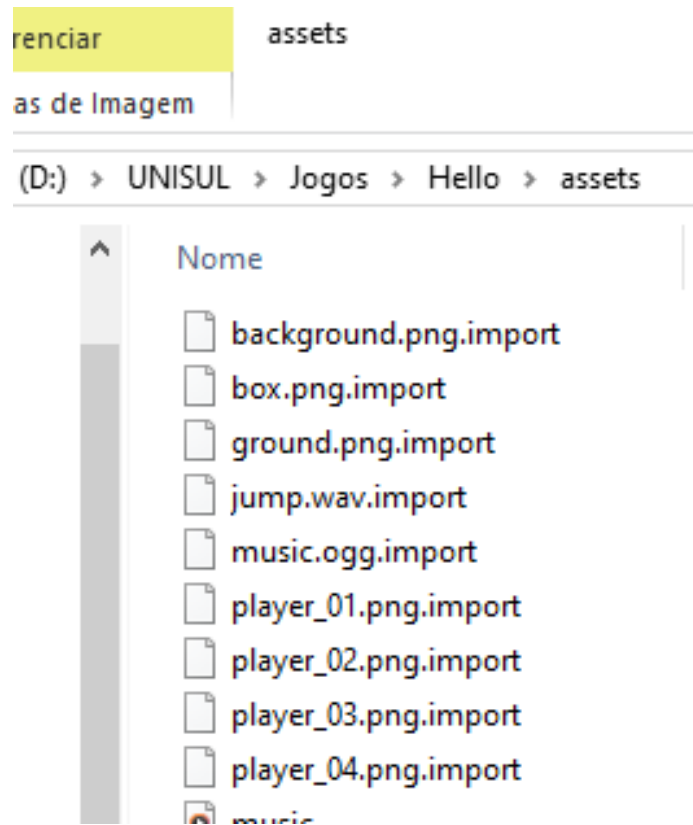 renciar
assets
as de Imagem
(D:) > UNISUL > Jogos > Hello > assets
Nome
background.png.import
box.png.import
ground.png.import
jump.wav.import
music.ogg.import
player_01.png.import
player_02.png.import
player_03.png.import
player_04.png.import
music